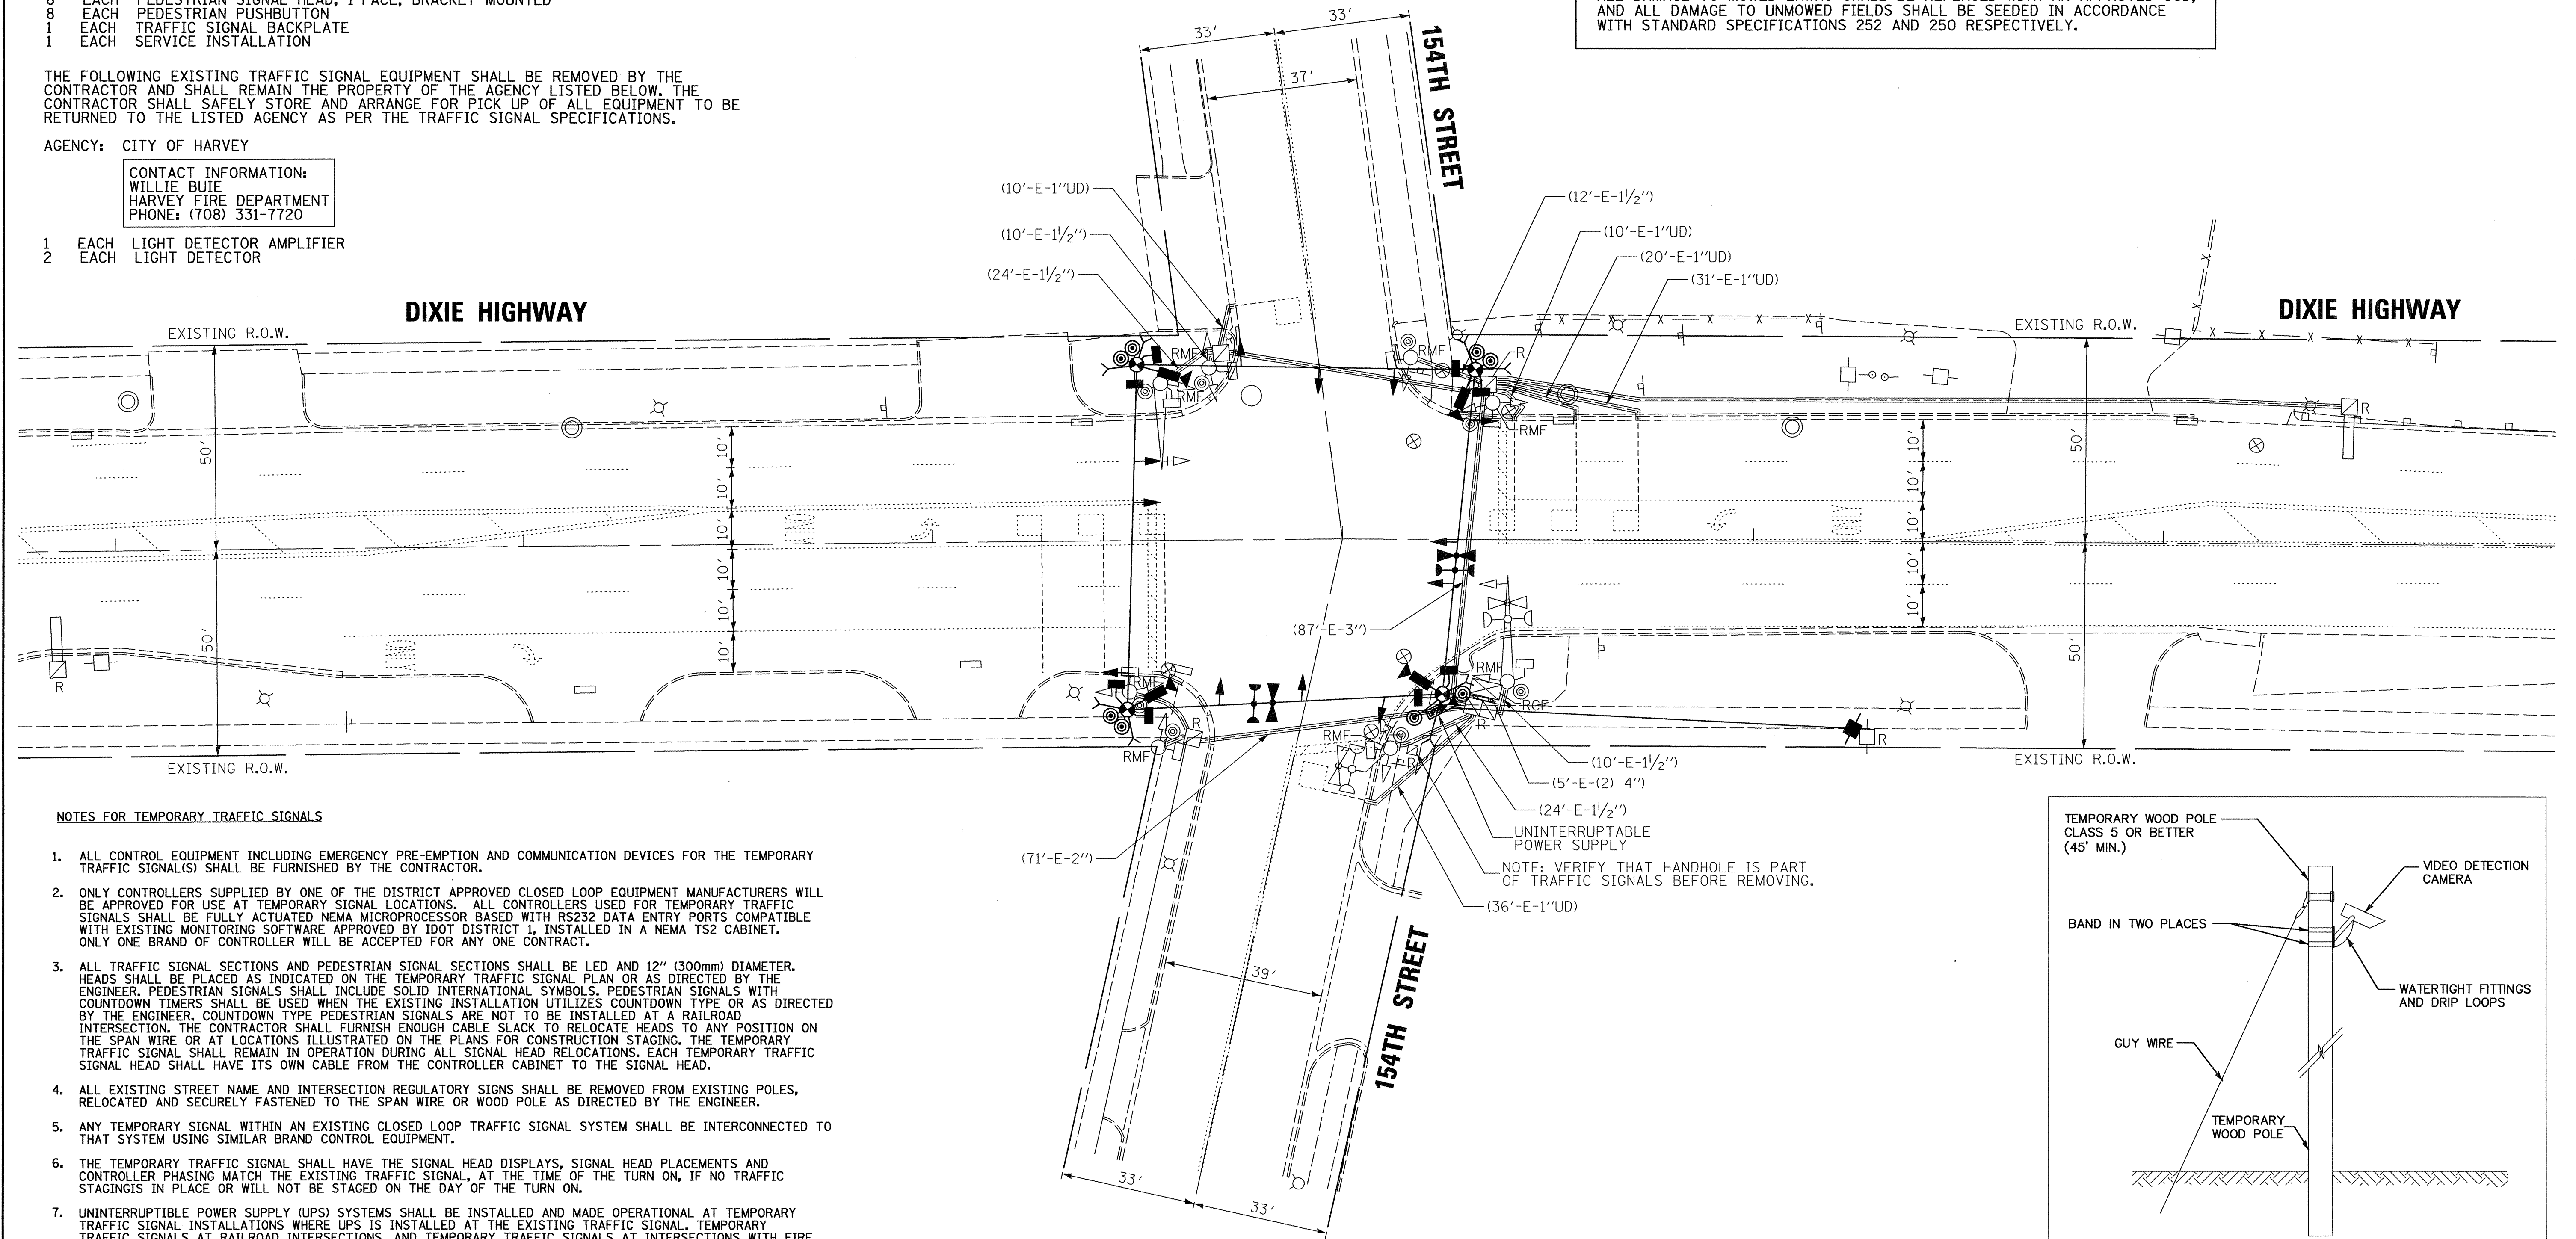 8 EACH PEDESTRIAN SIGNAL HEAD, 1-FACE, BRACKET MOUNTED
8 EACH PEDESTRIAN PUSHBUTTON
1 EACH TRAFFIC SIGNAL BACKPLATE
1 EACH SERVICE INSTALLATION
THE FOLLOWING EXISTING TRAFFIC SIGNAL EQUIPMENT SHALL BE REMOVED BY THE
CONTRACTOR AND SHALL REMAIN THE PROPERTY OF THE AGENCY LISTED BELOW. THE
CONTRACTOR SHALL SAFELY STORE AND ARRANGE FOR PICK UP OF ALL EQUIPMENT TO BE
RETURNED TO THE LISTED AGENCY AS PER THE TRAFFIC SIGNAL SPECIFICATIONS.
AGENCY: CITY OF HARVEY
CONTACT INFORMATION:
WILLIE BUIE
HARVEY FIRE DEPARTMENT
PHONE: (708) 331-7720
1 EACH LIGHT DETECTOR AMPLIFIER
2 EACH LIGHT DETECTOR
AND ALL DAMAGE TO UNMOWED FIELDS SHALL BE SEEDED IN ACCORDANCE
WITH STANDARD SPECIFICATIONS 252 AND 250 RESPECTIVELY.
33'
33'
37'
154TH STREET
(10'-E-1"UD)
(10'-E-1½")
(24'-E-1½")
(12'-E-1½")
(10'-E-1"UD)
(20'-E-1"UD)
(31'-E-1"UD)
DIXIE HIGHWAY
DIXIE HIGHWAY
EXISTING R.O.W.
EXISTING R.O.W.
RMF
R
RMF
RMF
R
RMF
R
50'
10'
10'
10'
10'
10'
10'
50'
10'
10'
10'
10'
10'
50'
50'
(87'-E-3")
R
RMF
R
RMF
RMF
RCF
R
RMF
R
R
EXISTING R.O.W.
EXISTING R.O.W.
(10'-E-1½")
(5'-E-(2) 4")
(24'-E-1½")
UNINTERRUPTABLE
POWER SUPPLY
(71'-E-2")
NOTE: VERIFY THAT HANDHOLE IS PART
OF TRAFFIC SIGNALS BEFORE REMOVING.
(36'-E-1"UD)
39'
154TH STREET
33'
33'
NOTES FOR TEMPORARY TRAFFIC SIGNALS
1. ALL CONTROL EQUIPMENT INCLUDING EMERGENCY PRE-EMPTION AND COMMUNICATION DEVICES FOR THE TEMPORARY
TRAFFIC SIGNAL(S) SHALL BE FURNISHED BY THE CONTRACTOR.
2. ONLY CONTROLLERS SUPPLIED BY ONE OF THE DISTRICT APPROVED CLOSED LOOP EQUIPMENT MANUFACTURERS WILL
BE APPROVED FOR USE AT TEMPORARY SIGNAL LOCATIONS. ALL CONTROLLERS USED FOR TEMPORARY TRAFFIC
SIGNALS SHALL BE FULLY ACTUATED NEMA MICROPROCESSOR BASED WITH RS232 DATA ENTRY PORTS COMPATIBLE
WITH EXISTING MONITORING SOFTWARE APPROVED BY IDOT DISTRICT 1, INSTALLED IN A NEMA TS2 CABINET.
ONLY ONE BRAND OF CONTROLLER WILL BE ACCEPTED FOR ANY ONE CONTRACT.
3. ALL TRAFFIC SIGNAL SECTIONS AND PEDESTRIAN SIGNAL SECTIONS SHALL BE LED AND 12" (300mm) DIAMETER.
HEADS SHALL BE PLACED AS INDICATED ON THE TEMPORARY TRAFFIC SIGNAL PLAN OR AS DIRECTED BY THE
ENGINEER. PEDESTRIAN SIGNALS SHALL INCLUDE SOLID INTERNATIONAL SYMBOLS. PEDESTRIAN SIGNALS WITH
COUNTDOWN TIMERS SHALL BE USED WHEN THE EXISTING INSTALLATION UTILIZES COUNTDOWN TYPE OR AS DIRECTED
BY THE ENGINEER. COUNTDOWN TYPE PEDESTRIAN SIGNALS ARE NOT TO BE INSTALLED AT A RAILROAD
INTERSECTION. THE CONTRACTOR SHALL FURNISH ENOUGH CABLE SLACK TO RELOCATE HEADS TO ANY POSITION ON
THE SPAN WIRE OR AT LOCATIONS ILLUSTRATED ON THE PLANS FOR CONSTRUCTION STAGING. THE TEMPORARY
TRAFFIC SIGNAL SHALL REMAIN IN OPERATION DURING ALL SIGNAL HEAD RELOCATIONS. EACH TEMPORARY TRAFFIC
SIGNAL HEAD SHALL HAVE ITS OWN CABLE FROM THE CONTROLLER CABINET TO THE SIGNAL HEAD.
4. ALL EXISTING STREET NAME AND INTERSECTION REGULATORY SIGNS SHALL BE REMOVED FROM EXISTING POLES,
RELOCATED AND SECURELY FASTENED TO THE SPAN WIRE OR WOOD POLE AS DIRECTED BY THE ENGINEER.
5. ANY TEMPORARY SIGNAL WITHIN AN EXISTING CLOSED LOOP TRAFFIC SIGNAL SYSTEM SHALL BE INTERCONNECTED TO
THAT SYSTEM USING SIMILAR BRAND CONTROL EQUIPMENT.
6. THE TEMPORARY TRAFFIC SIGNAL SHALL HAVE THE SIGNAL HEAD DISPLAYS, SIGNAL HEAD PLACEMENTS AND
CONTROLLER PHASING MATCH THE EXISTING TRAFFIC SIGNAL, AT THE TIME OF THE TURN ON, IF NO TRAFFIC
STAGINGIS IN PLACE OR WILL NOT BE STAGED ON THE DAY OF THE TURN ON.
7. UNINTERRUPTIBLE POWER SUPPLY (UPS) SYSTEMS SHALL BE INSTALLED AND MADE OPERATIONAL AT TEMPORARY
TRAFFIC SIGNAL INSTALLATIONS WHERE UPS IS INSTALLED AT THE EXISTING TRAFFIC SIGNAL. TEMPORARY
TRAFFIC SIGNALS AT RAILROAD INTERSECTIONS, AND TEMPORARY TRAFFIC SIGNALS AT INTERSECTIONS WITH FIRE
TEMPORARY WOOD POLE
CLASS 5 OR BETTER
(45' MIN.)
VIDEO DETECTION
CAMERA
BAND IN TWO PLACES
WATERTIGHT FITTINGS
AND DRIP LOOPS
GUY WIRE
TEMPORARY
WOOD POLE